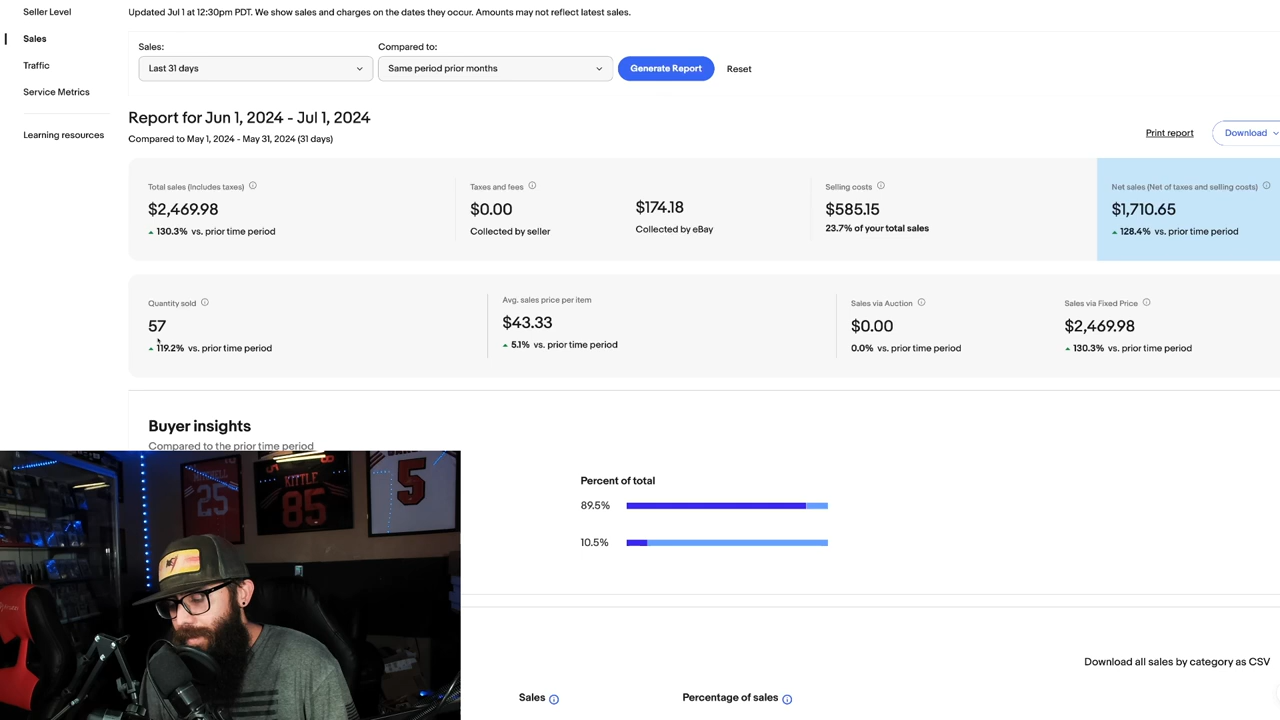 Seller Level
Updated Jul 1 at 12:30pm PDT. We show sales and charges on the dates they occur. Amounts may not reflect latest sales.
Sales
Traffic
Service Metrics
Learning resources
Sales:
Compared to:
Last 31 days
Same period prior months
Generate Report
Reset
Report for Jun 1, 2024 - Jul 1, 2024
Compared to May 1, 2024 - May 31, 2024 (31 days)
Print report
Download
Total sales (Includes taxes)
$2,469.98
130.3% vs. prior time period
Taxes and fees
$0.00
Collected by seller
$174.18
Collected by eBay
Selling costs
$585.15
23.7% of your total sales
Net sales (Net of taxes and selling costs)
$1,710.65
128.4% vs. prior time period
Quantity sold
57
119.2% vs. prior time period
Avg. sales price per item
$43.33
5.1% vs. prior time period
Sales via Auction
$0.00
0.0% vs. prior time period
Sales via Fixed Price
$2,469.98
130.3% vs. prior time period
Buyer insights
Compared to the prior time period
Percent of total
89.5%
10.5%
25
KITTLE
85
5
Download all sales by category as CSV
Sales
Percentage of sales